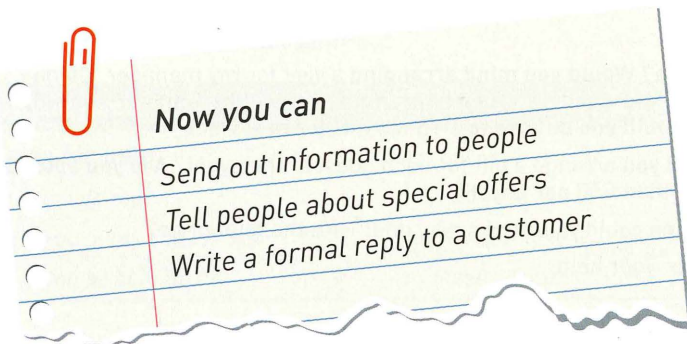 Now you can
Send out information to people
Tell people about special offers
Write a formal reply to a customer